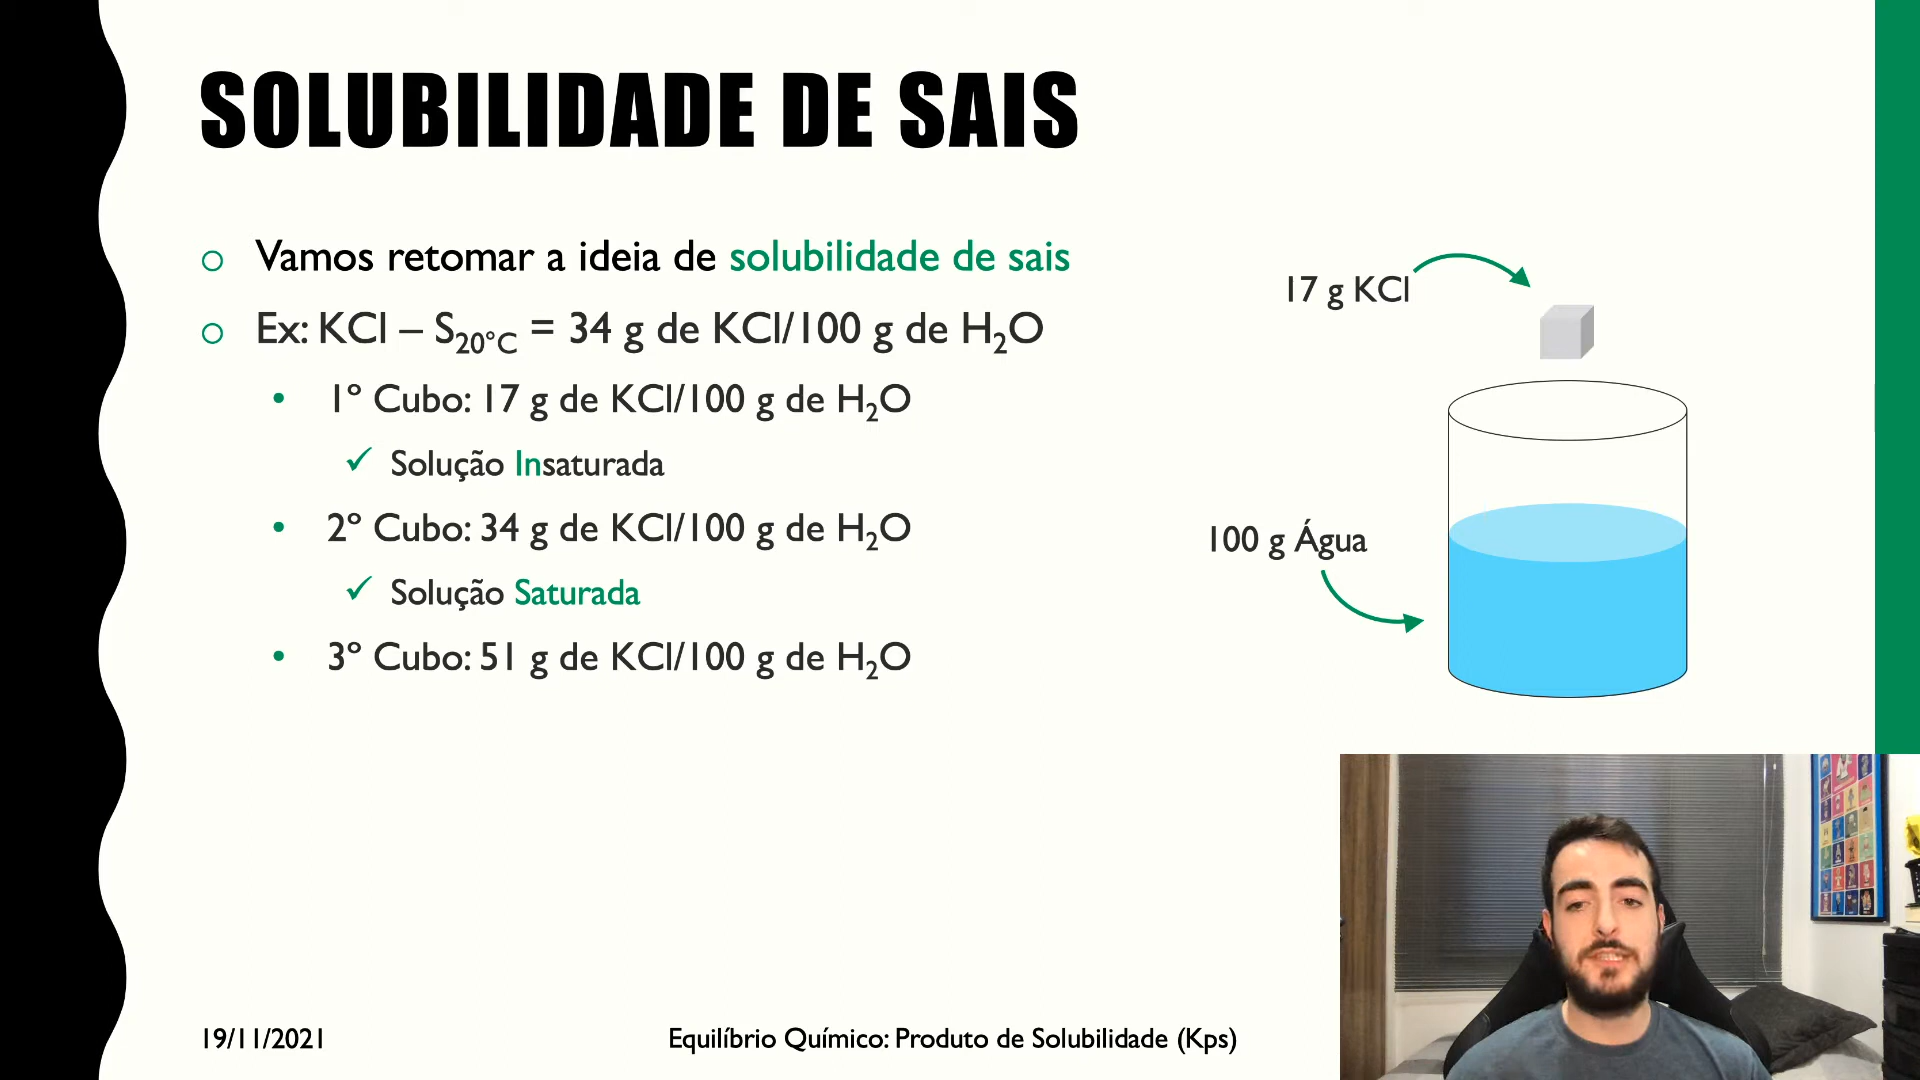 SOLUBILIDADE DE SAIS
Vamos retomar a ideia de solubilidade de sais
Ex: KCl – S₂₀°C = 34 g de KCl/100 g de H₂O
1º Cubo: 17 g de KCl/100 g de H₂O
Solução Insaturada
2º Cubo: 34 g de KCl/100 g de H₂O
Solução Saturada
3º Cubo: 51 g de KCl/100 g de H₂O
17 g KCl
100 g Água
19/11/2021
Equilíbrio Químico: Produto de Solubilidade (Kps)